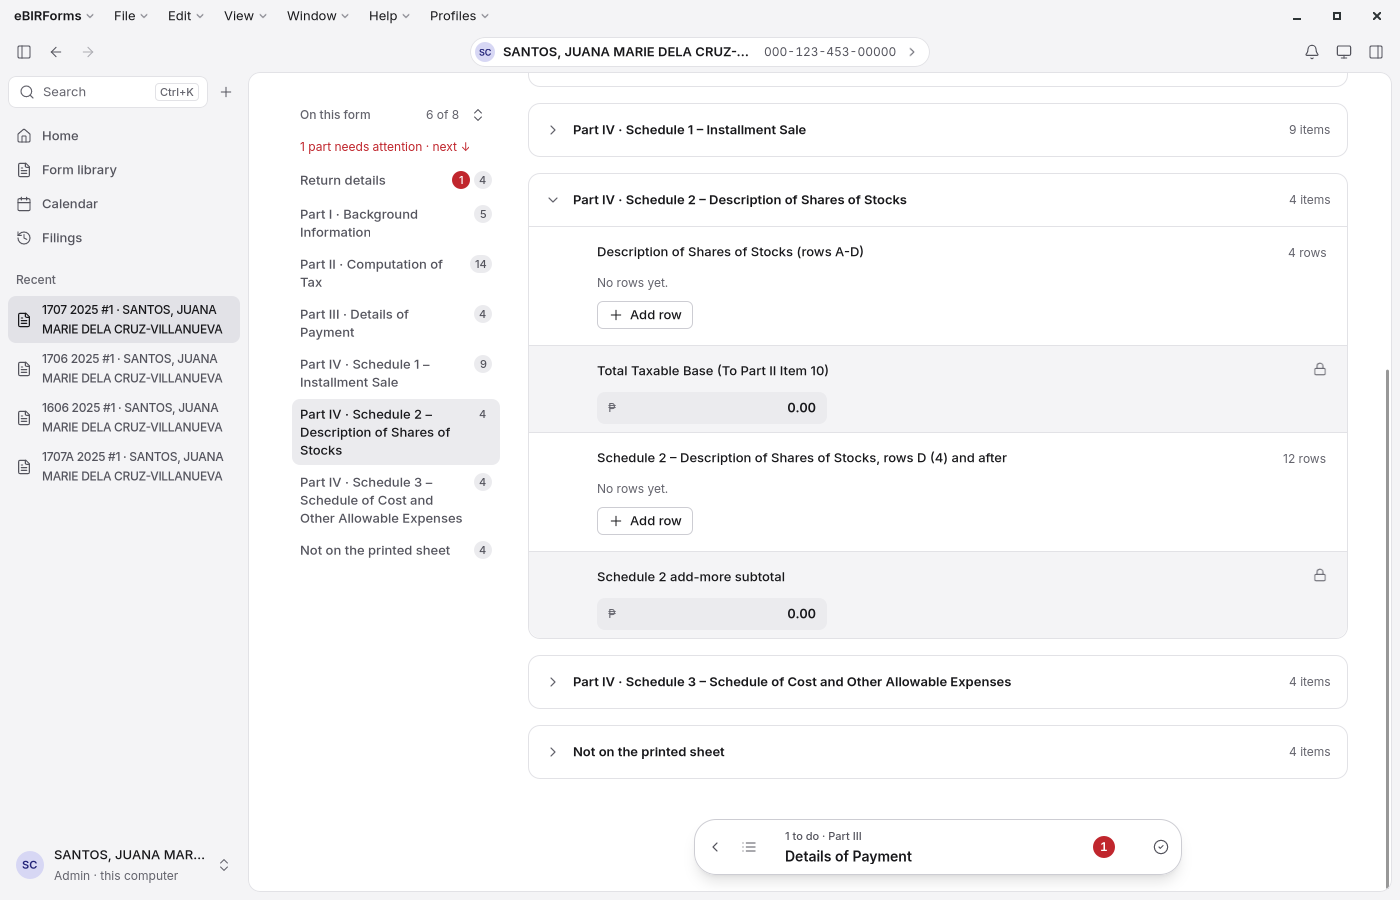 eBIRForms
File
Edit
View
Window
Help
Profiles
SC
SANTOS, JUANA MARIE DELA CRUZ-...
000-123-453-00000
Search
Ctrl+K
Home
Form library
Calendar
Filings
Recent
1707 2025 #1 · SANTOS, JUANA
MARIE DELA CRUZ-VILLANUEVA
1706 2025 #1 · SANTOS, JUANA
MARIE DELA CRUZ-VILLANUEVA
1606 2025 #1 · SANTOS, JUANA
MARIE DELA CRUZ-VILLANUEVA
1707A 2025 #1 · SANTOS, JUANA
MARIE DELA CRUZ-VILLANUEVA
SC
SANTOS, JUANA MAR...
Admin · this computer
On this form
6 of 8
1 part needs attention · next ↓
Return details
1
4
Part I · Background
Information
5
Part II · Computation of
Tax
14
Part III · Details of
Payment
4
Part IV · Schedule 1 –
Installment Sale
9
Part IV · Schedule 2 –
Description of Shares of
Stocks
4
Part IV · Schedule 3 –
Schedule of Cost and
Other Allowable Expenses
4
Not on the printed sheet
4
Part IV · Schedule 1 – Installment Sale
9 items
Part IV · Schedule 2 – Description of Shares of Stocks
4 items
Description of Shares of Stocks (rows A-D)
4 rows
No rows yet.
Add row
Total Taxable Base (To Part II Item 10)
₱ 0.00
Schedule 2 – Description of Shares of Stocks, rows D (4) and after
12 rows
No rows yet.
Add row
Schedule 2 add-more subtotal
₱ 0.00
Part IV · Schedule 3 – Schedule of Cost and Other Allowable Expenses
4 items
Not on the printed sheet
4 items
1 to do · Part III
Details of Payment
1